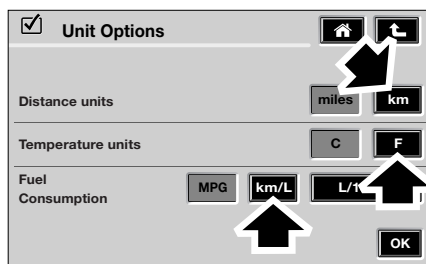 Unit Options
Distance units miles km
Temperature units C F
Fuel
Consumption MPG km/L
OK